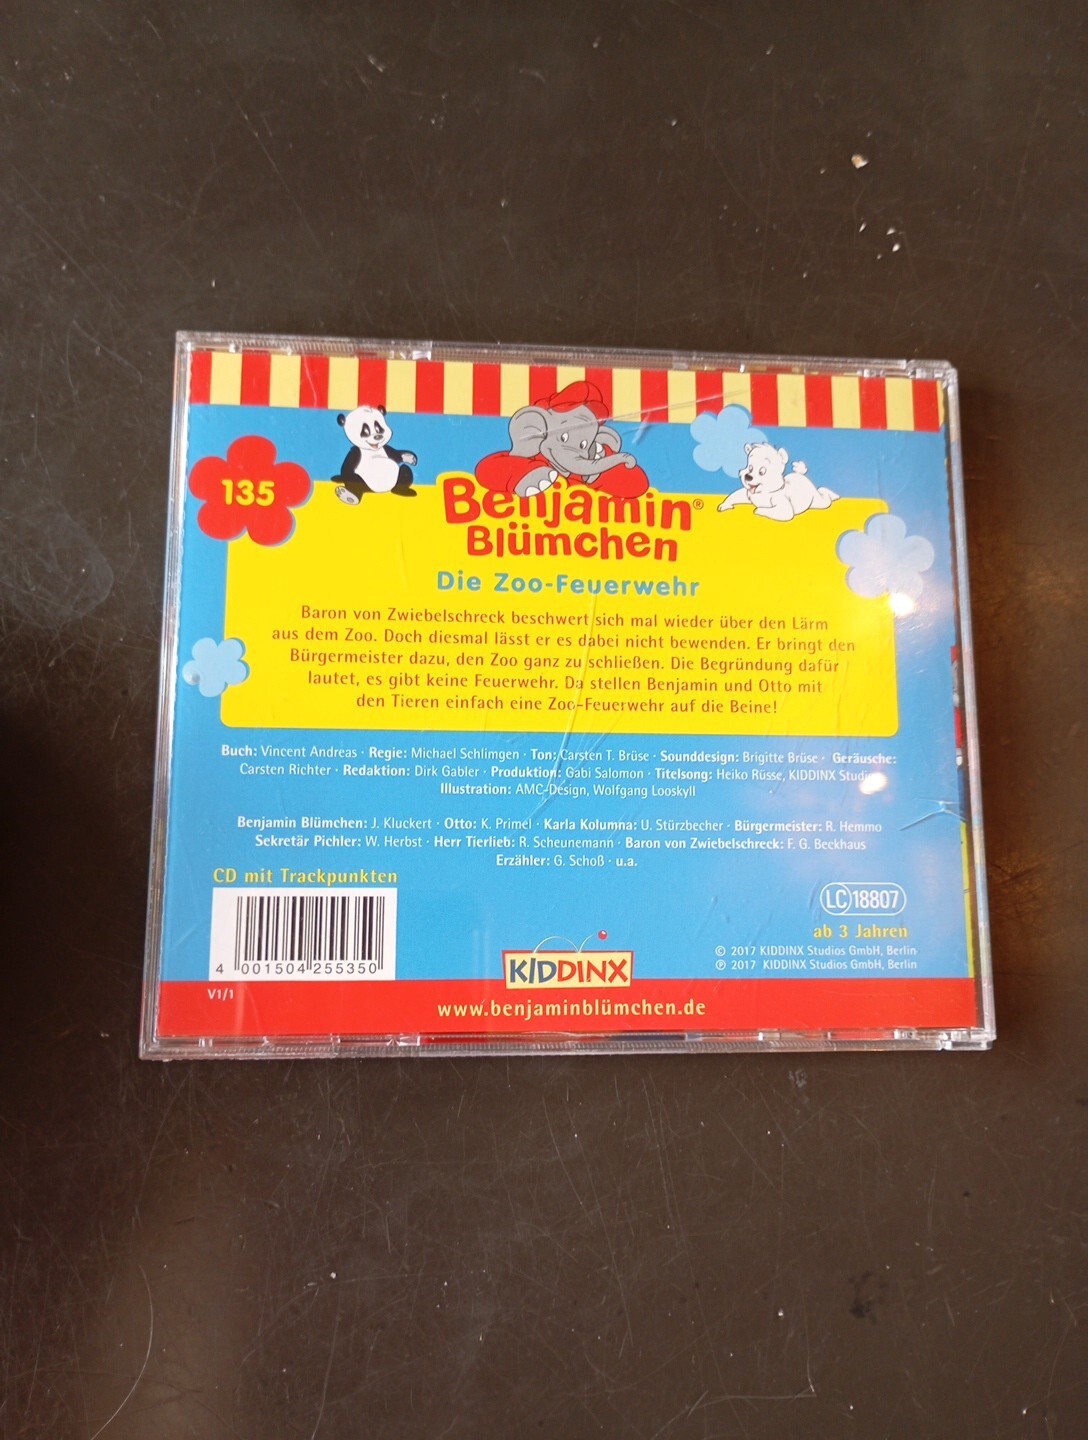 135
Benjamin®
Blümchen
Die Zoo-Feuerwehr
Baron von Zwiebelschreck beschwert sich mal wieder über den Lärm
aus dem Zoo. Doch diesmal lässt er es dabei nicht bewenden. Er bringt den
Bürgermeister dazu, den Zoo ganz zu schließen. Die Begründung dafür
lautet, es gibt keine Feuerwehr. Da stellen Benjamin und Otto mit
den Tieren einfach eine Zoo-Feuerwehr auf die Beine!
Buch: Vincent Andreas · Regie: Michael Schlimgen · Ton: Carsten T. Brüse · Sounddesign: Brigitte Brüse · Geräusche:
Carsten Richter · Redaktion: Dirk Gabler · Produktion: Gabi Salomon · Titelsong: Heiko Rüsse, KIDDINX
Illustration: AMC-Design, Wolfgang Looskyll
Benjamin Blümchen: J. Kluckert · Otto: K. Primel · Karla Kolumna: U. Stürzbecher · Bürgermeister: R. Hemmo
Sekretär Pichler: W. Herbst · Herr Tierlieb: R. Scheunemann · Baron von Zwiebelschreck: F. G. Beckhaus
Erzähler: G. Schoß · u.a.
CD mit Trackpunkten
4 001504 255350
LC 18807
ab 3 Jahren
© 2017 KIDDINX Studios GmbH, Berlin
℗ 2017 KIDDINX Studios GmbH, Berlin
KIDDINX
V1/1
www.benjaminblümchen.de